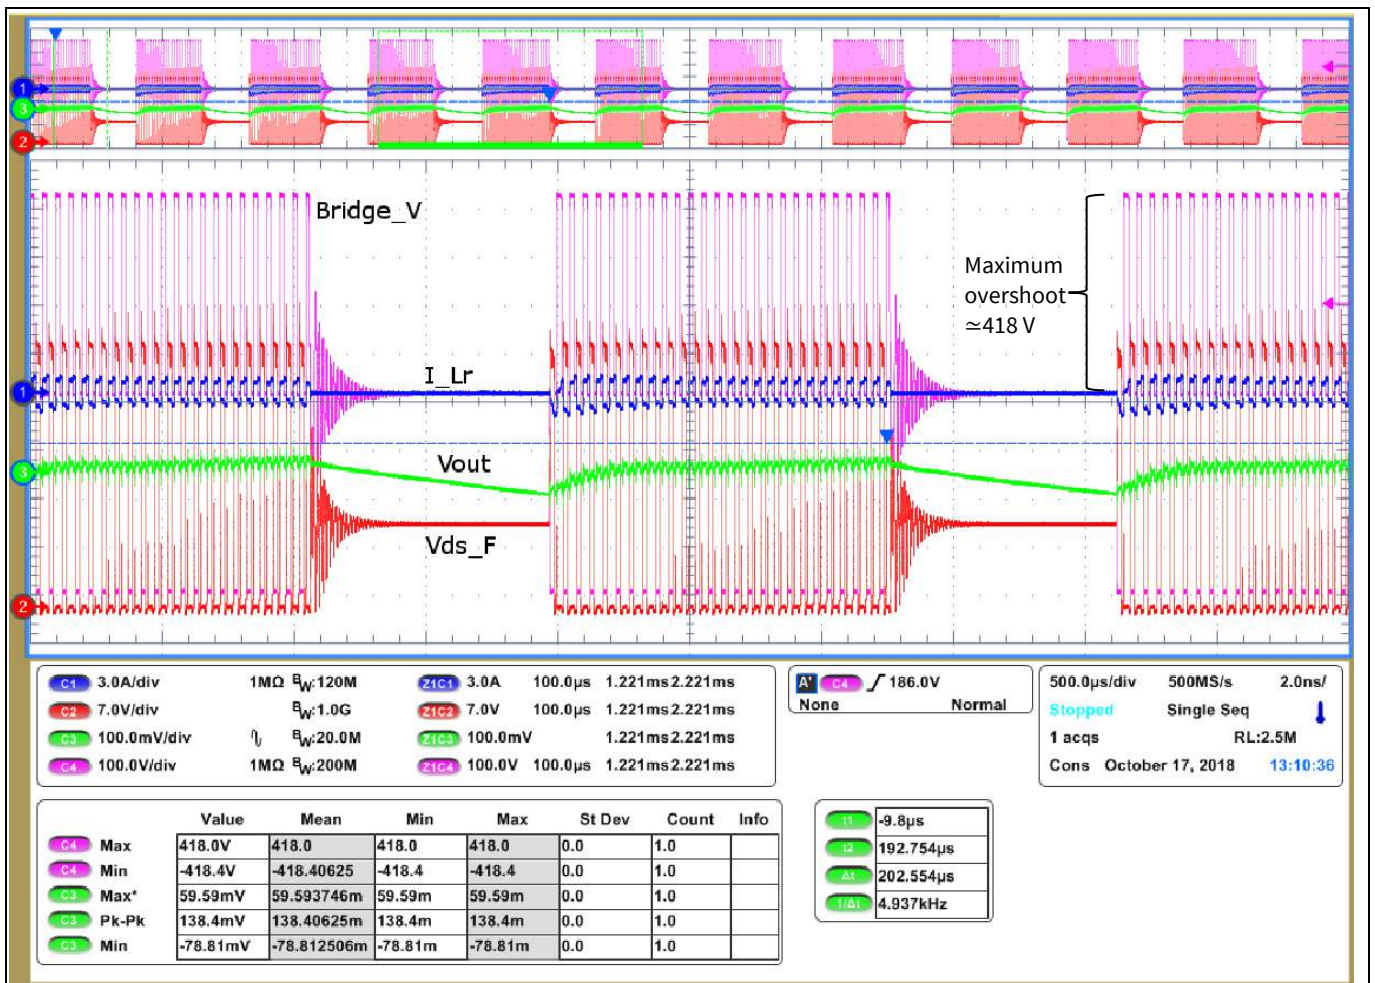 1
3
2
Bridge_V
Maximum
overshoot
≃418 V
1
I_Lr
Vout
3
Vds_F
2
C1 3.0A/div 1MΩ BW:120M Z1C1 3.0A 100.0µs 1.221ms 2.221ms
C2 7.0V/div BW:1.0G Z1C2 7.0V 100.0µs 1.221ms 2.221ms
C3 100.0mV/div BW:20.0M Z1C3 100.0mV 1.221ms 2.221ms
C4 100.0V/div 1MΩ BW:200M Z1C4 100.0V 100.0µs 1.221ms 2.221ms
A' C4 186.0V
None Normal
500.0µs/div 500MS/s 2.0ns/
Stopped Single Seq
1 acqs RL:2.5M
Cons October 17, 2018 13:10:36
Value Mean Min Max St Dev Count Info
C4 Max 418.0V 418.0 418.0 418.0 0.0 1.0
C4 Min -418.4V -418.40625 -418.4 -418.4 0.0 1.0
C3 Max* 59.59mV 59.593746m 59.59m 59.59m 0.0 1.0
C3 Pk-Pk 138.4mV 138.40625m 138.4m 138.4m 0.0 1.0
C3 Min -78.81mV -78.812506m -78.81m -78.81m 0.0 1.0
t1 -9.8µs
t2 192.754µs
Δt 202.554µs
1/Δt 4.937kHz